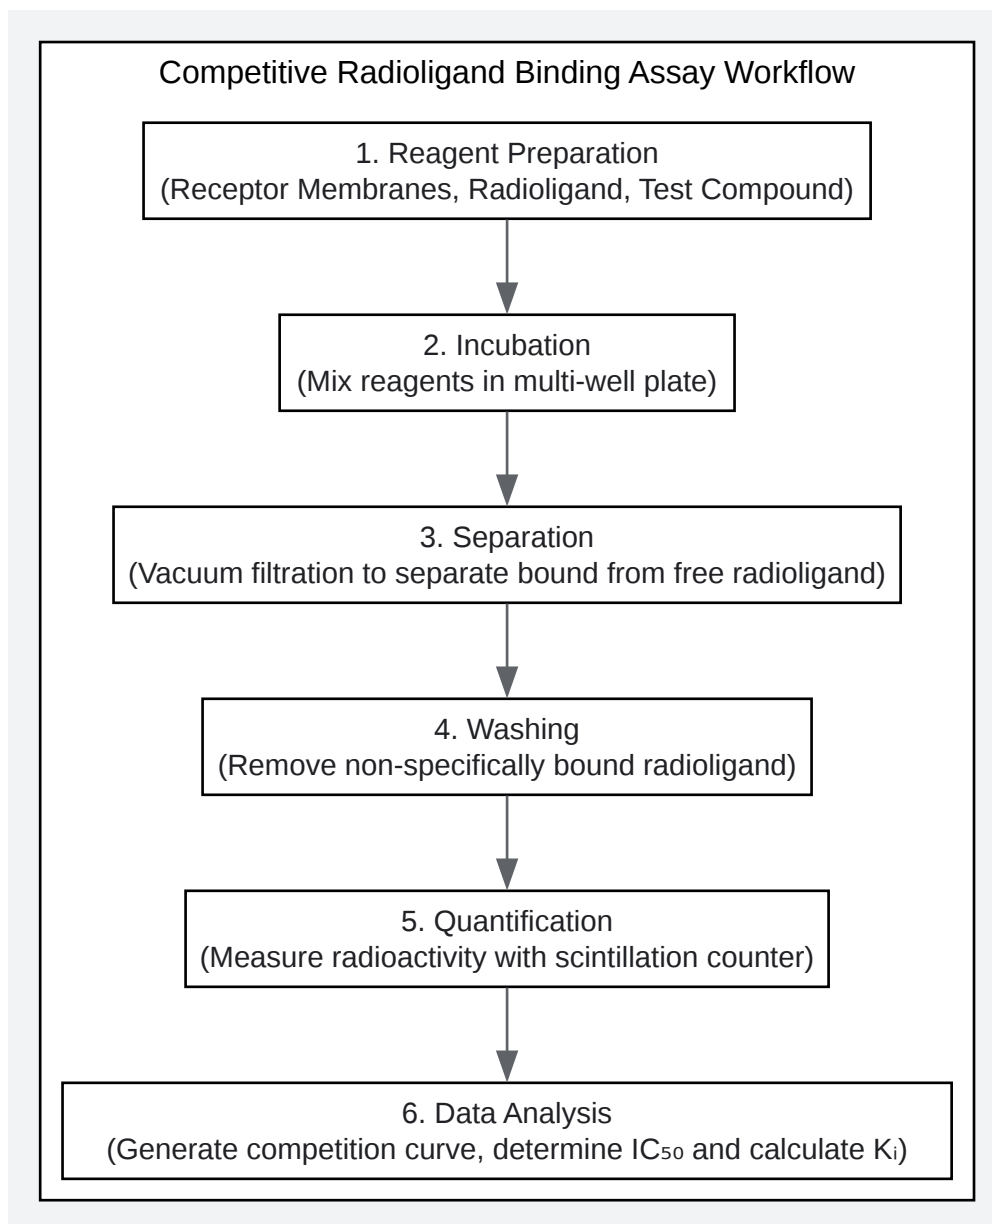 Competitive Radioligand Binding Assay Workflow
1. Reagent Preparation
(Receptor Membranes, Radioligand, Test Compound)
2. Incubation
(Mix reagents in multi-well plate)
3. Separation
(Vacuum filtration to separate bound from free radioligand)
4. Washing
(Remove non-specifically bound radioligand)
5. Quantification
(Measure radioactivity with scintillation counter)
6. Data Analysis
(Generate competition curve, determine IC₅₀ and calculate Kᵢ)